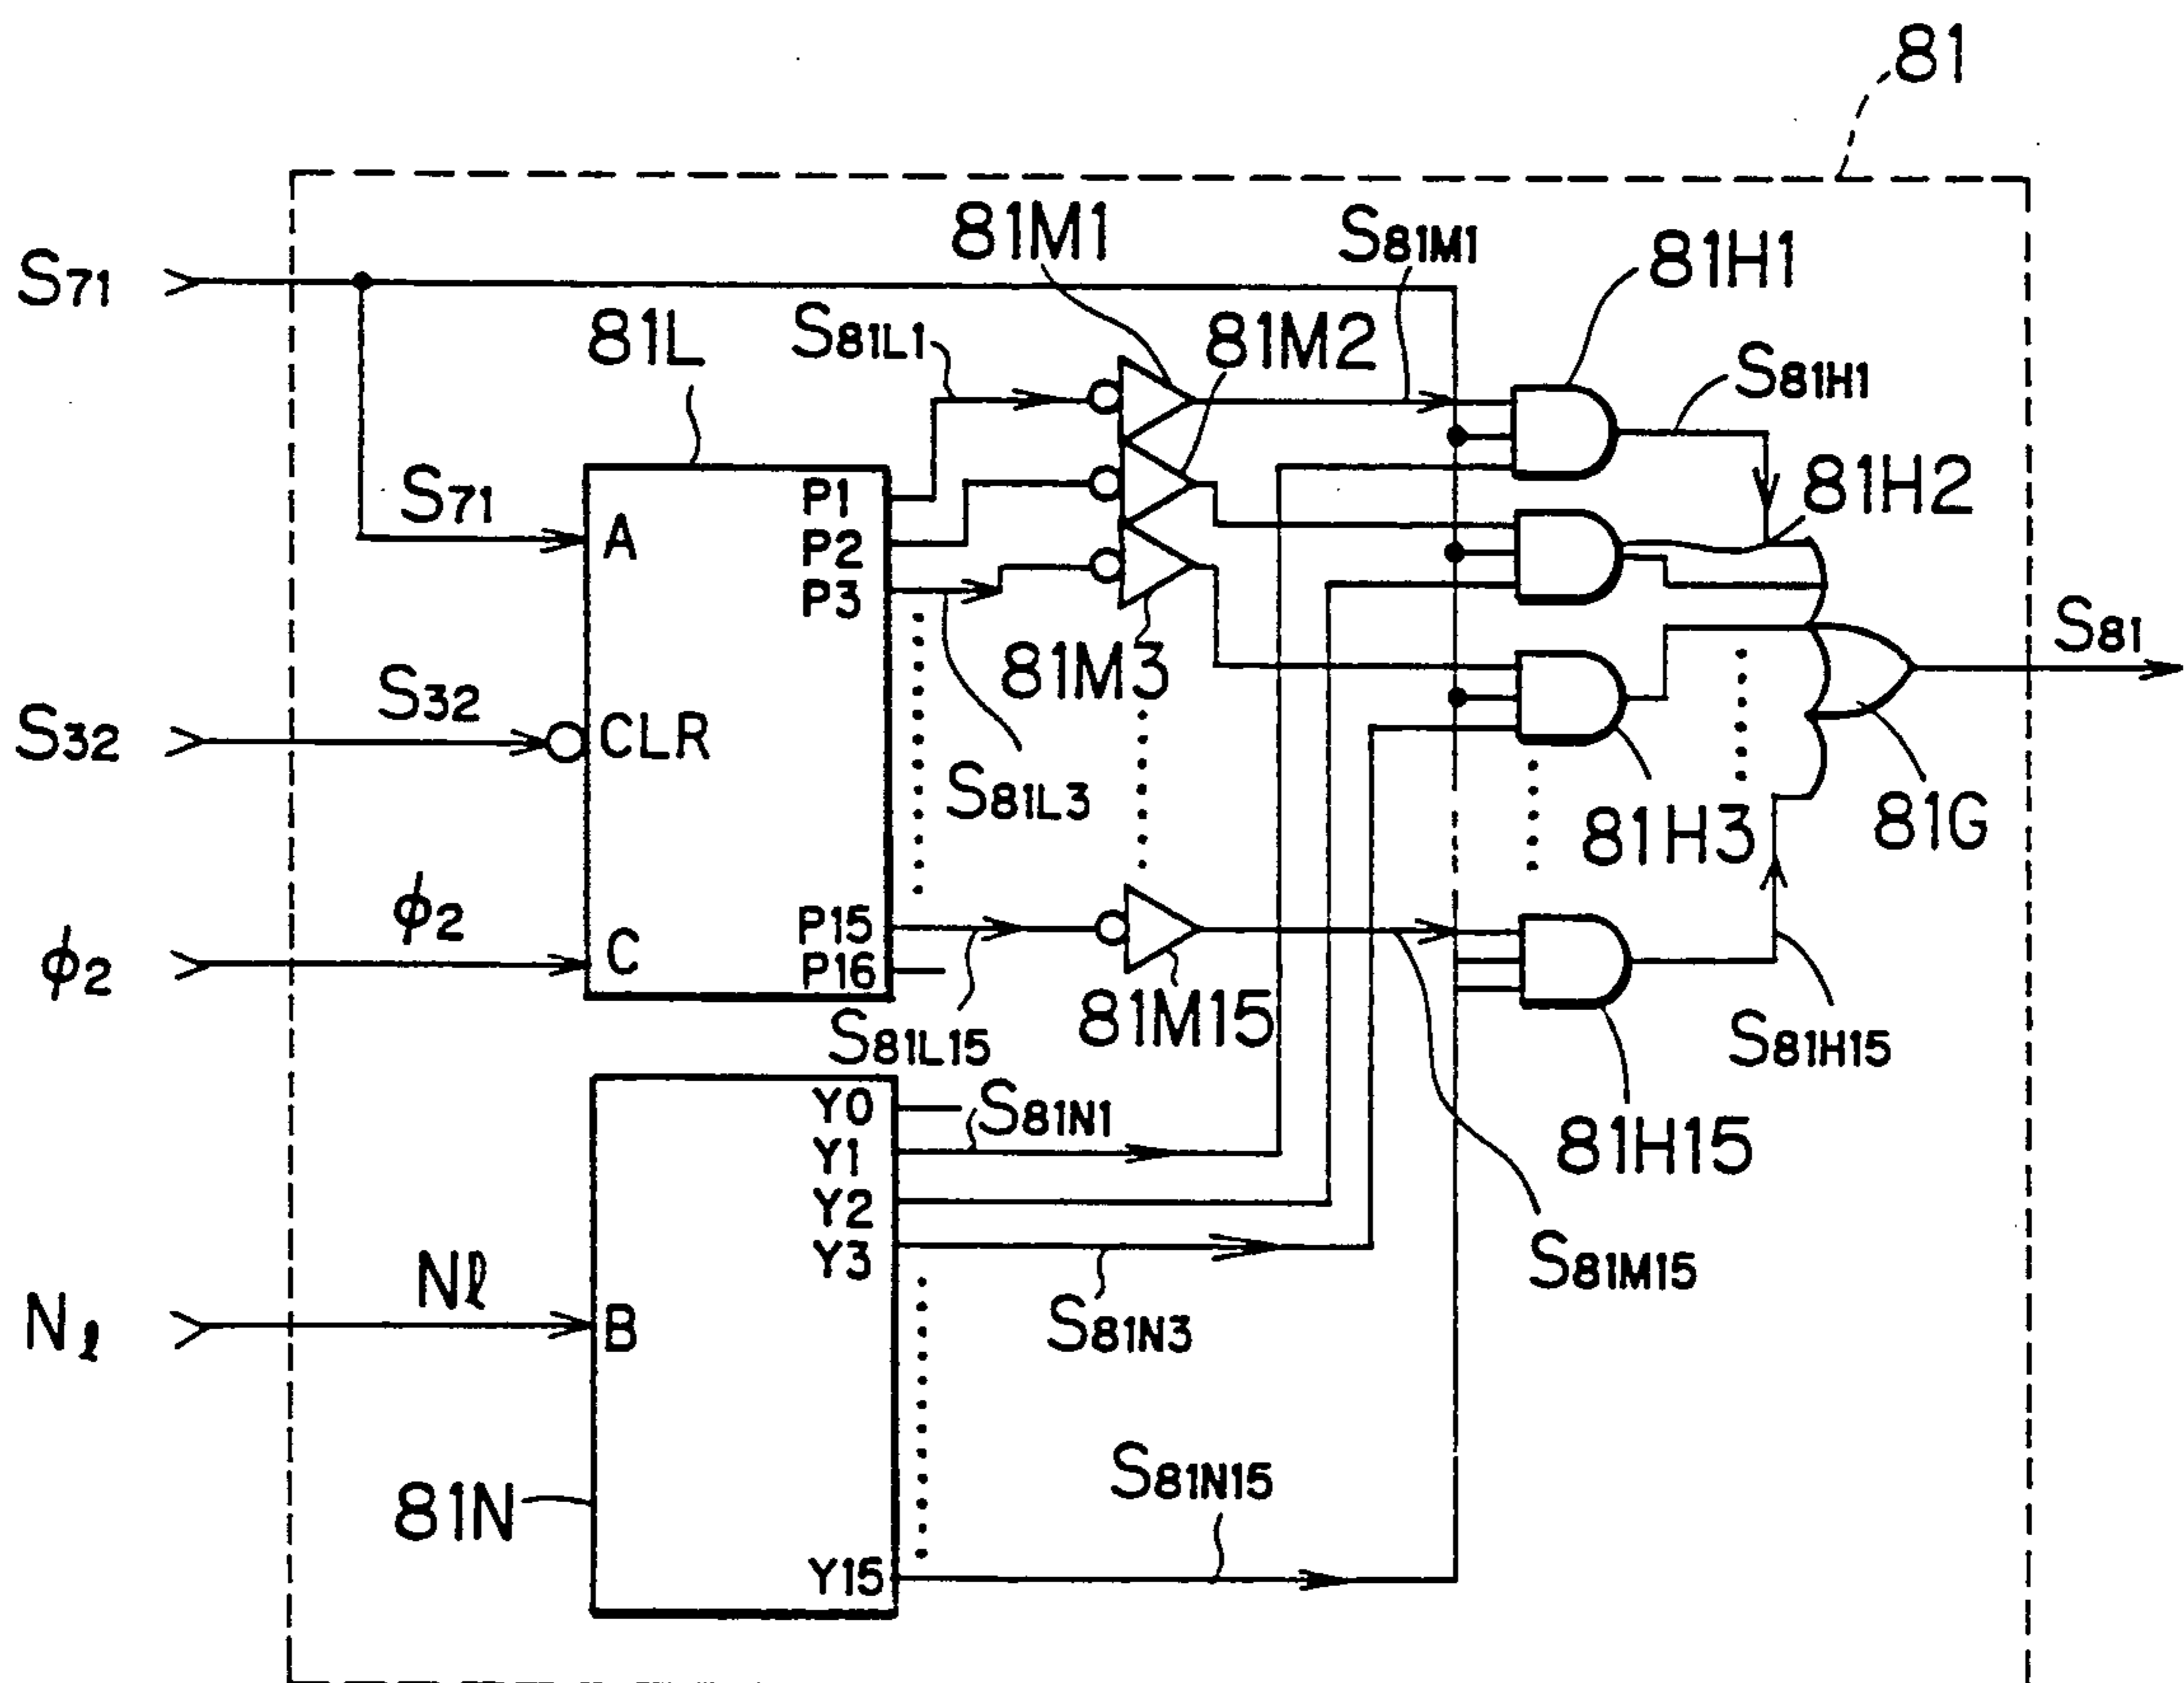 81
81M1
S81M1
81H1
S71
81L
S81L1
81M2
S81H1
S71
A
P1
P2
P3
81H2
81M3
S81
S32
S32
CLR
S81L3
81H3
81G
ϕ2
ϕ2
C
P15
P16
S81L15
81M15
S81H15
Y0
S81N1
Y1
Y2
Y3
81H15
S81M15
Nℓ
Nℓ
B
S81N3
81N
S81N15
Y15